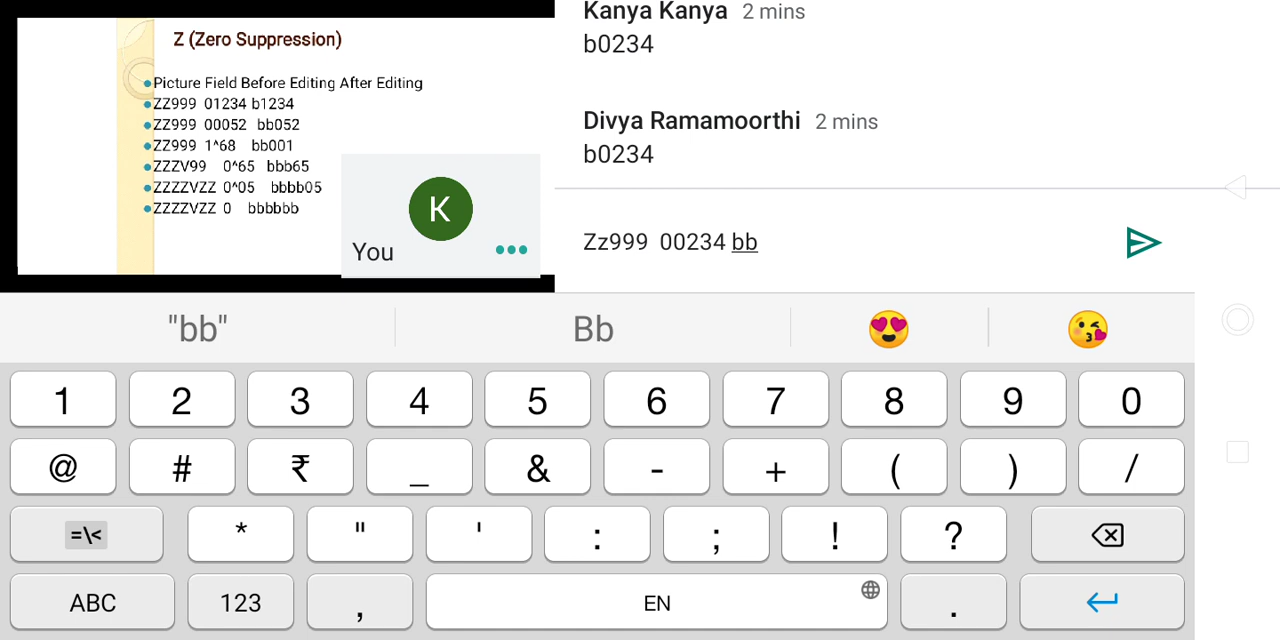 Z (Zero Suppression)
Picture Field Before Editing After Editing
ZZ999 01234 b1234
ZZ999 00052 bb052
ZZ999 1^68 bb001
ZZZV99 0^65 bbb65
ZZZZVZZ 0^05 bbbb05
ZZZZVZZ 0 bbbbbb
K
You
Kanya Kanya 2 mins
b0234
Divya Ramamoorthi 2 mins
b0234
Zz999 00234 bb
"bb" Bb
1 2 3 4 5 6 7 8 9 0
@ # ₹ _ & - + ( ) /
=\< * " ' : ; ! ?
ABC 123 , EN .